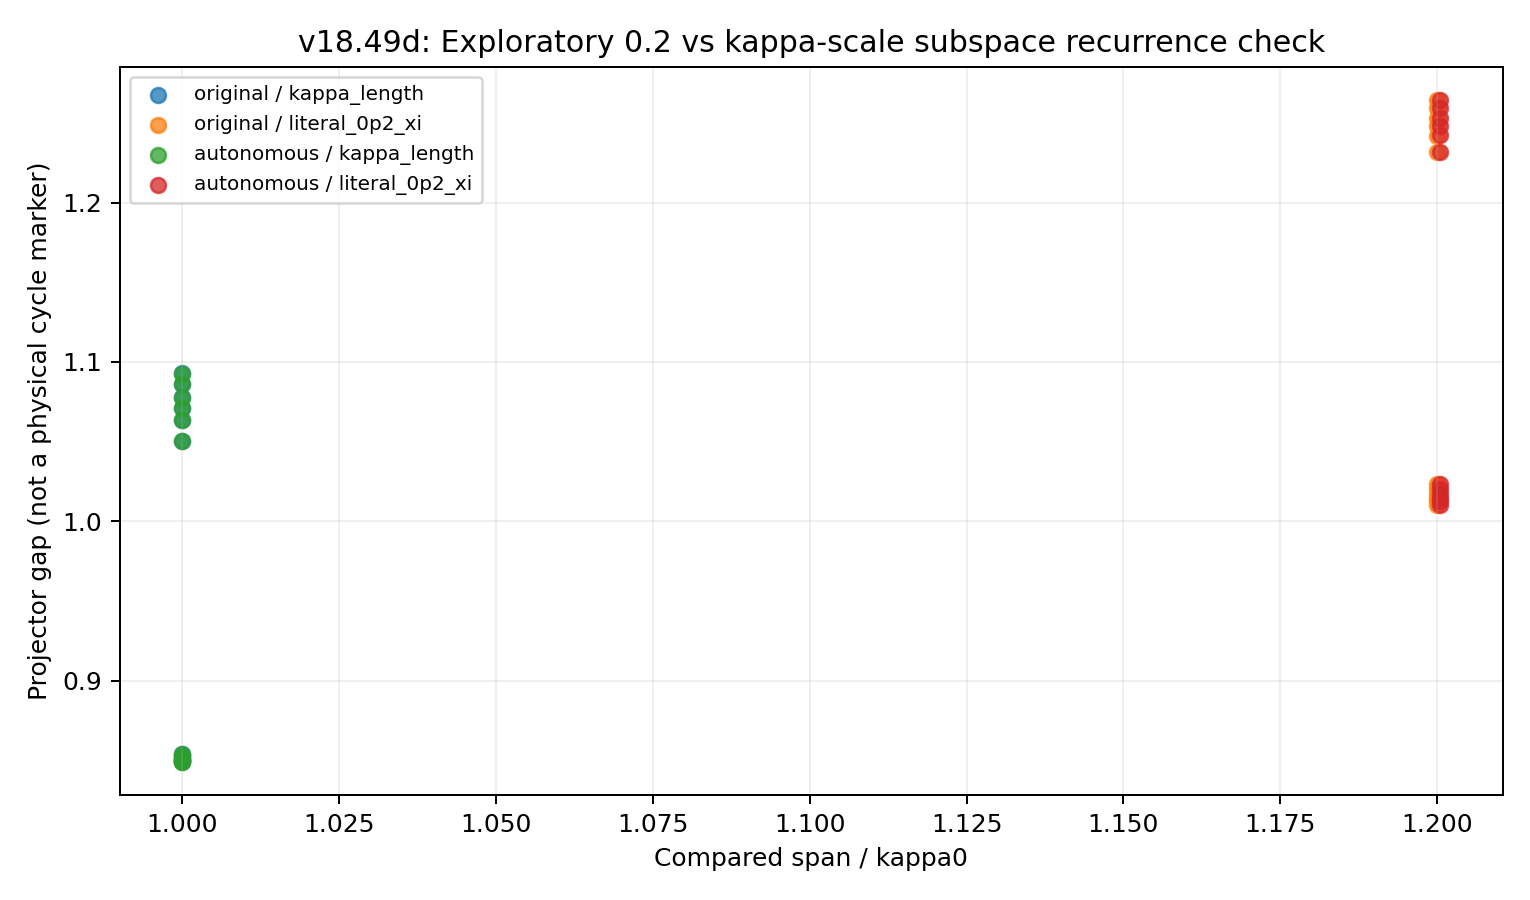 v18.49d: Exploratory 0.2 vs kappa-scale subspace recurrence check
original / kappa_length
original / literal_0p2_xi
autonomous / kappa_length
autonomous / literal_0p2_xi
Projector gap (not a physical cycle marker)
1.2
1.1
1.0
0.9
1.000 1.025 1.050 1.075 1.100 1.125 1.150 1.175 1.200
Compared span / kappa0